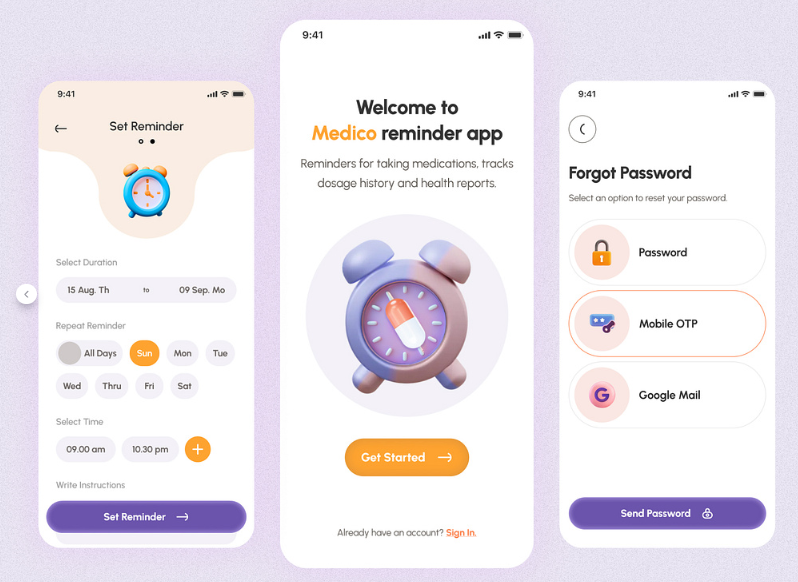 9:41
Set Reminder
Select Duration
15 Aug. Th to 09 Sep. Mo
Repeat Reminder
All Days Sun Mon Tue
Wed Thru Fri Sat
Select Time
09.00 am 10.30 pm +
Write Instructions
Set Reminder
9:41
Welcome to
Medico reminder app
Reminders for taking medications, tracks
dosage history and health reports.
Get Started
Already have an account? Sign In.
9:41
Forgot Password
Select an option to reset your password.
Password
Mobile OTP
G
Google Mail
Send Password